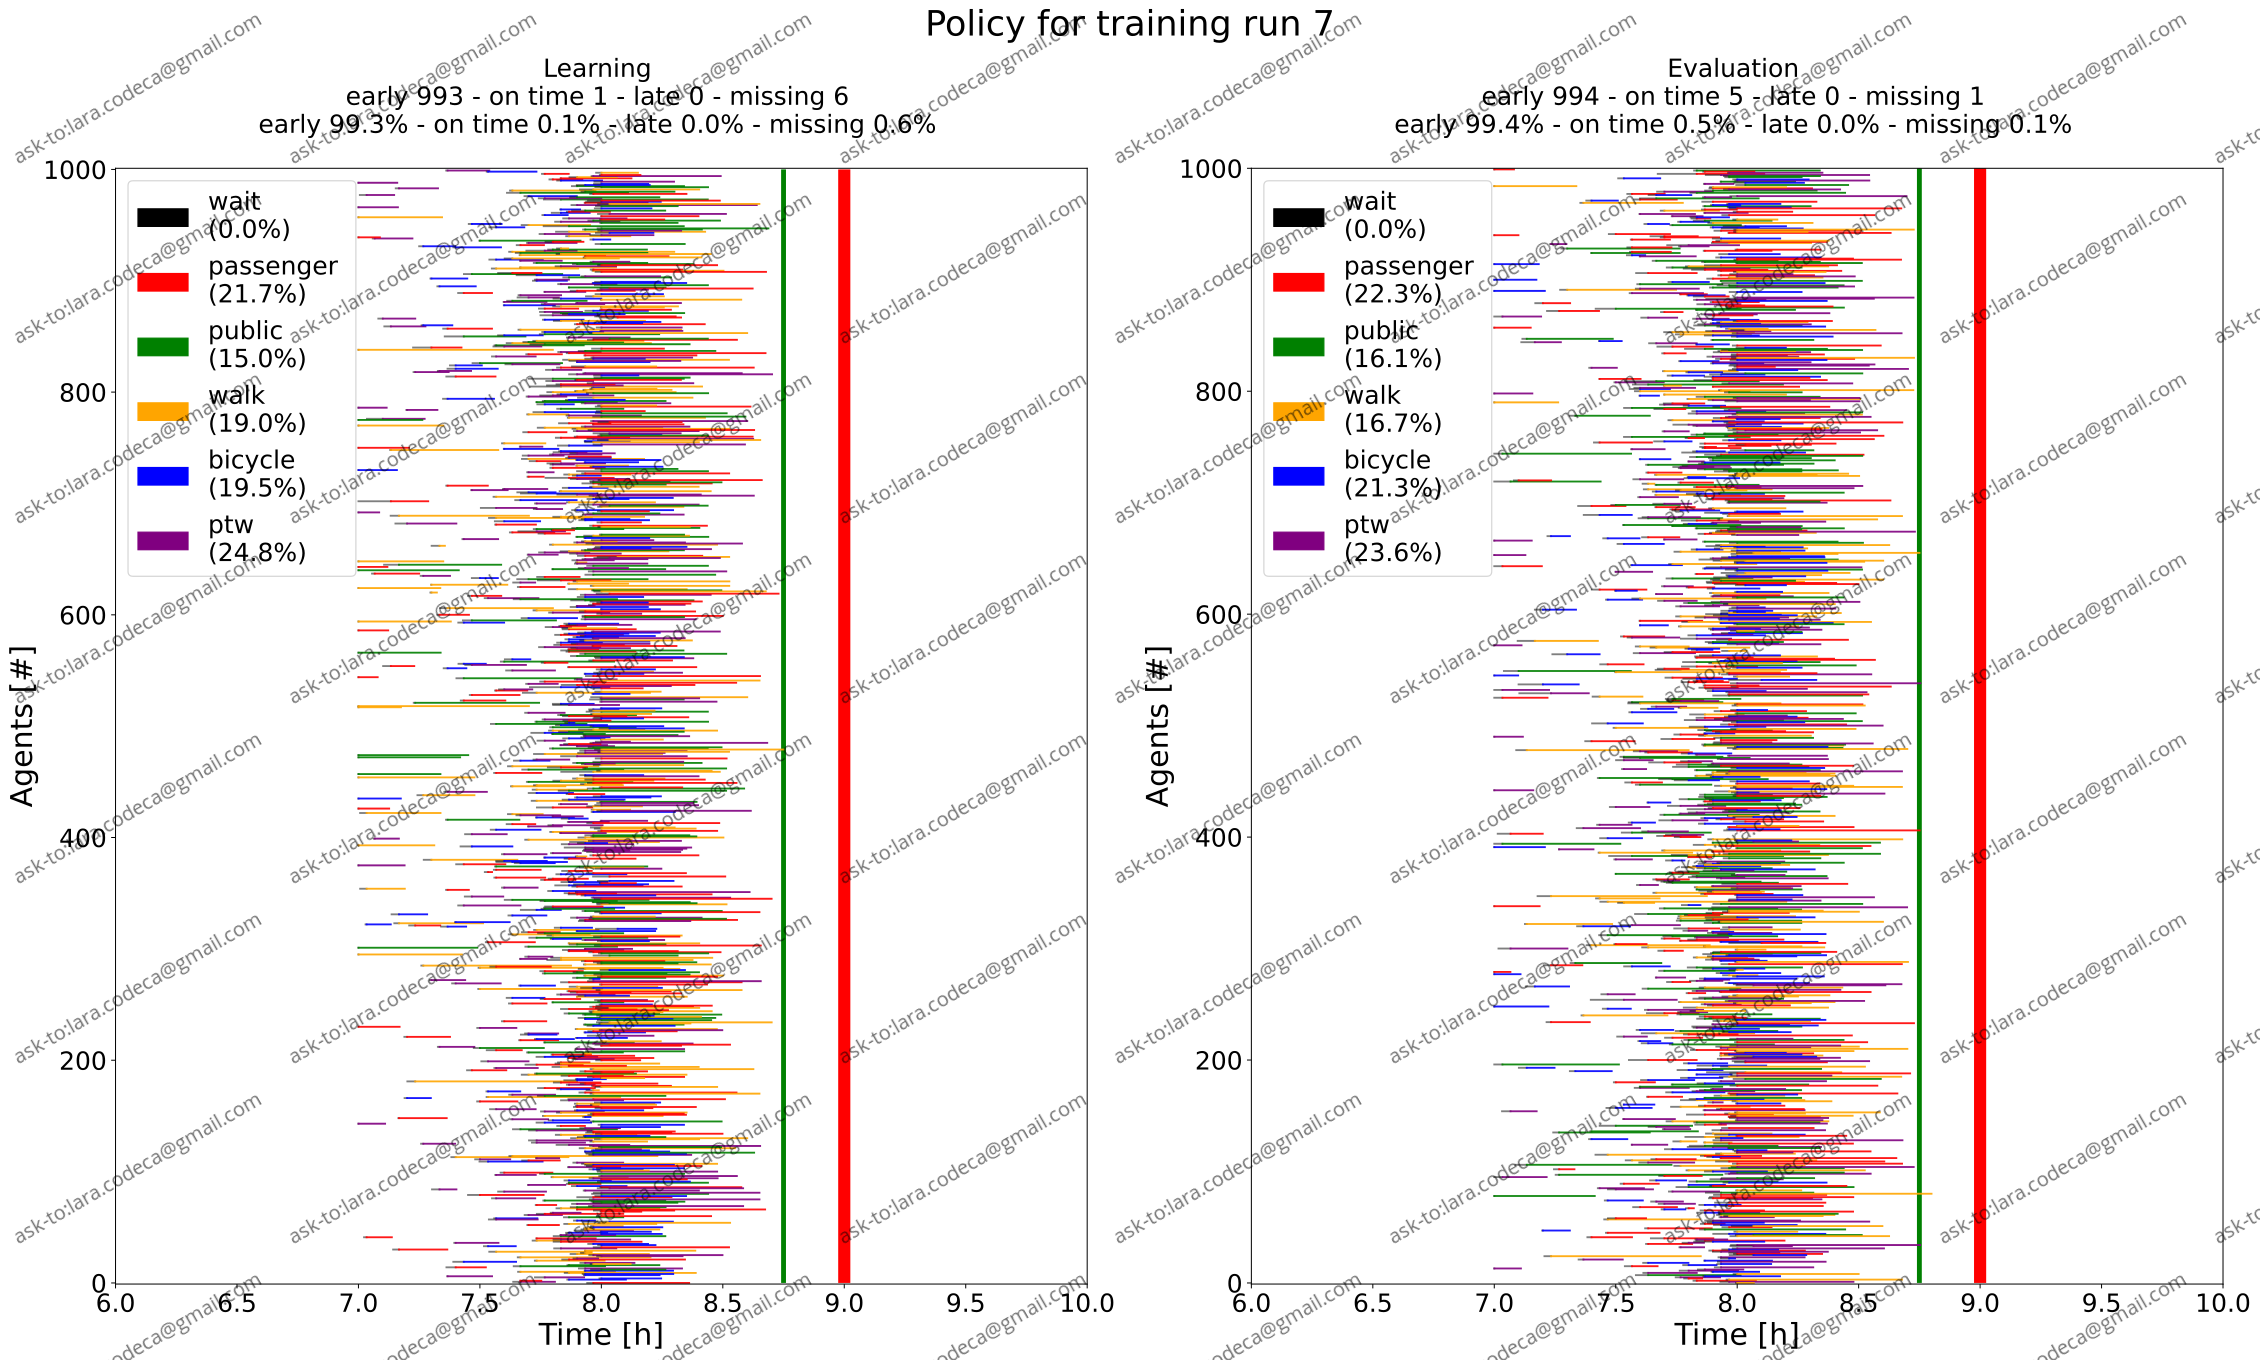 Policy for training run 7
Learning
early 993 - on time 1 - late 0 - missing 6
early 99.3% - on time 0.1% - late 0.0% - missing 0.6%
Evaluation
early 994 - on time 5 - late 0 - missing 1
early 99.4% - on time 0.5% - late 0.0% - missing 0.1%
wait
(0.0%)
passenger
(21.7%)
public
(15.0%)
walk
(19.0%)
bicycle
(19.5%)
ptw
(24.8%)
1000
800
600
400
200
0
Agents [#]
6.0 6.5 7.0 7.5 8.0 8.5 9.0 9.5 10.0
Time [h]
wait
(0.0%)
passenger
(22.3%)
public
(16.1%)
walk
(16.7%)
bicycle
(21.3%)
ptw
(23.6%)
1000
800
600
400
200
0
Agents [#]
6.0 6.5 7.0 7.5 8.0 8.5 9.0 9.5 10.0
Time [h]
ask-to:lara.codeca@gmail.com